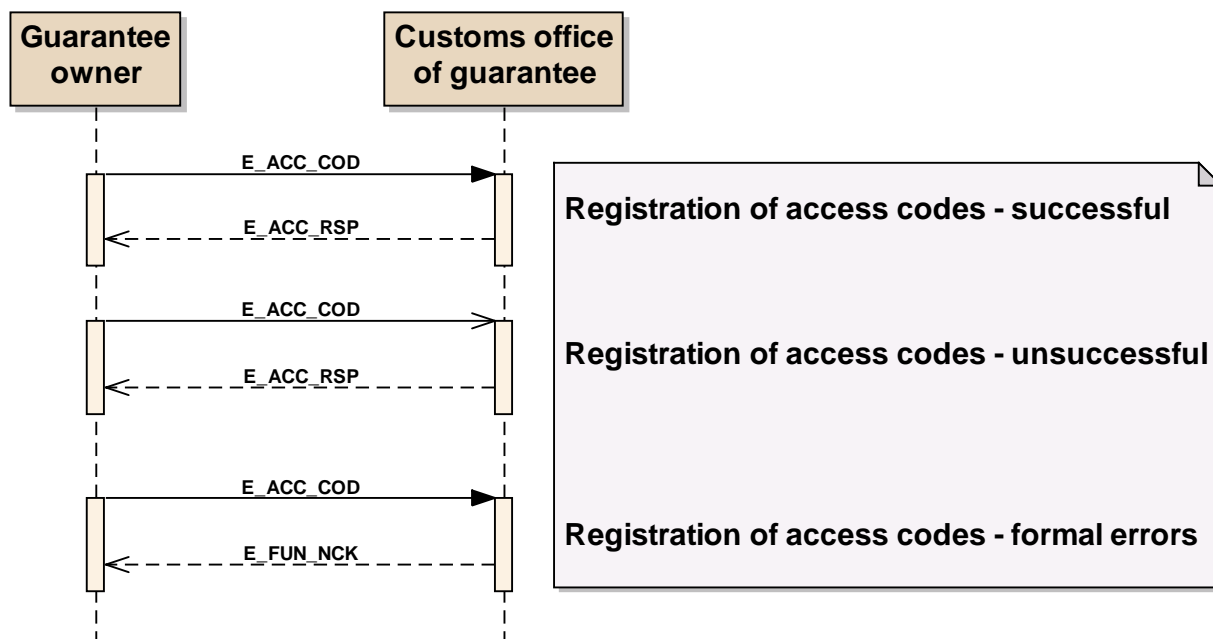 Guarantee
owner
Customs office
of guarantee
E_ACC_COD
Registration of access codes - successful
E_ACC_RSP
E_ACC_COD
Registration of access codes - unsuccessful
E_ACC_RSP
E_ACC_COD
Registration of access codes - formal errors
E_FUN_NCK